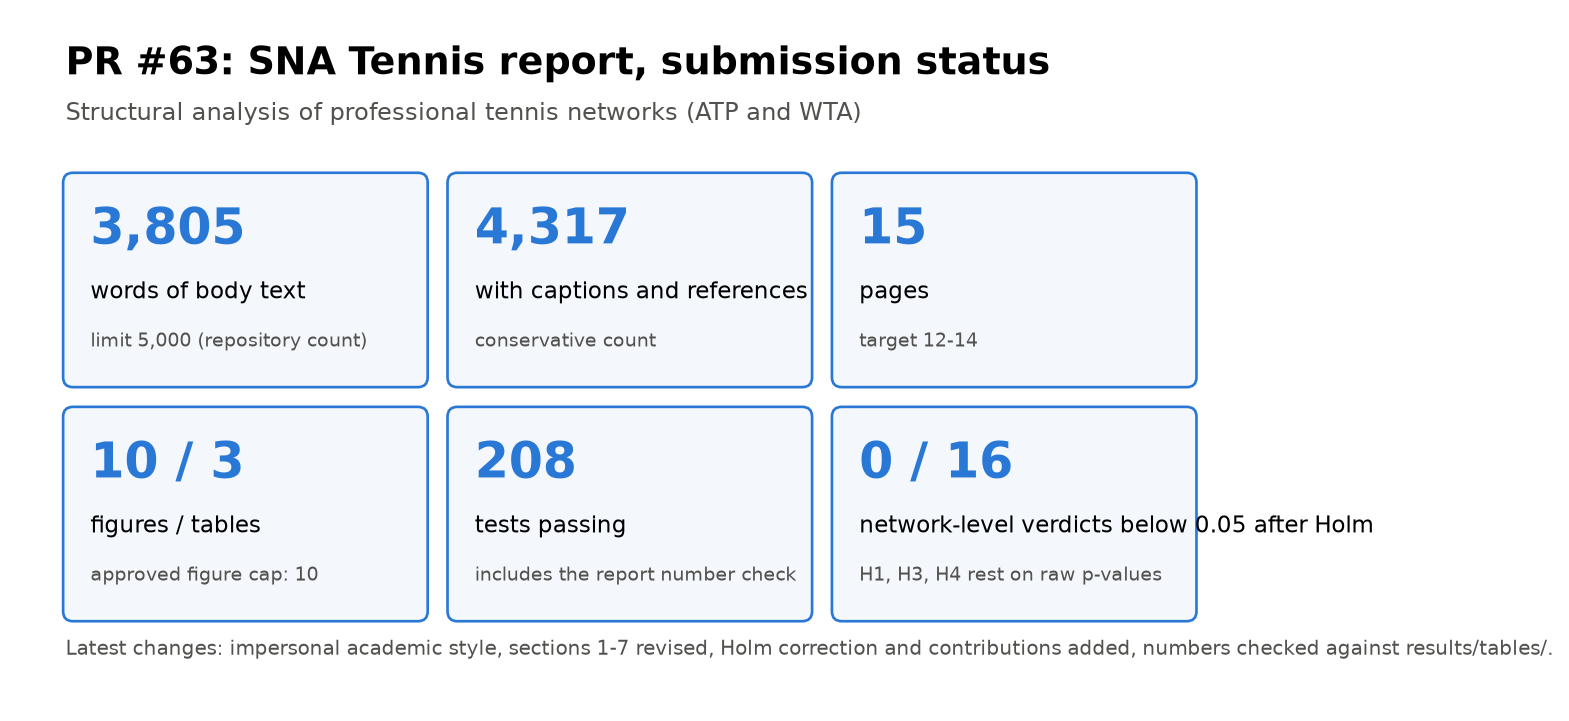 PR #63: SNA Tennis report, submission status
Structural analysis of professional tennis networks (ATP and WTA)
3,805
words of body text
limit 5,000 (repository count)
4,317
with captions and references
conservative count
15
pages
target 12-14
10 / 3
figures / tables
approved figure cap: 10
208
tests passing
includes the report number check
0 / 16
network-level verdicts below 0.05 after Holm
H1, H3, H4 rest on raw p-values
Latest changes: impersonal academic style, sections 1-7 revised, Holm correction and contributions added, numbers checked against results/tables/.